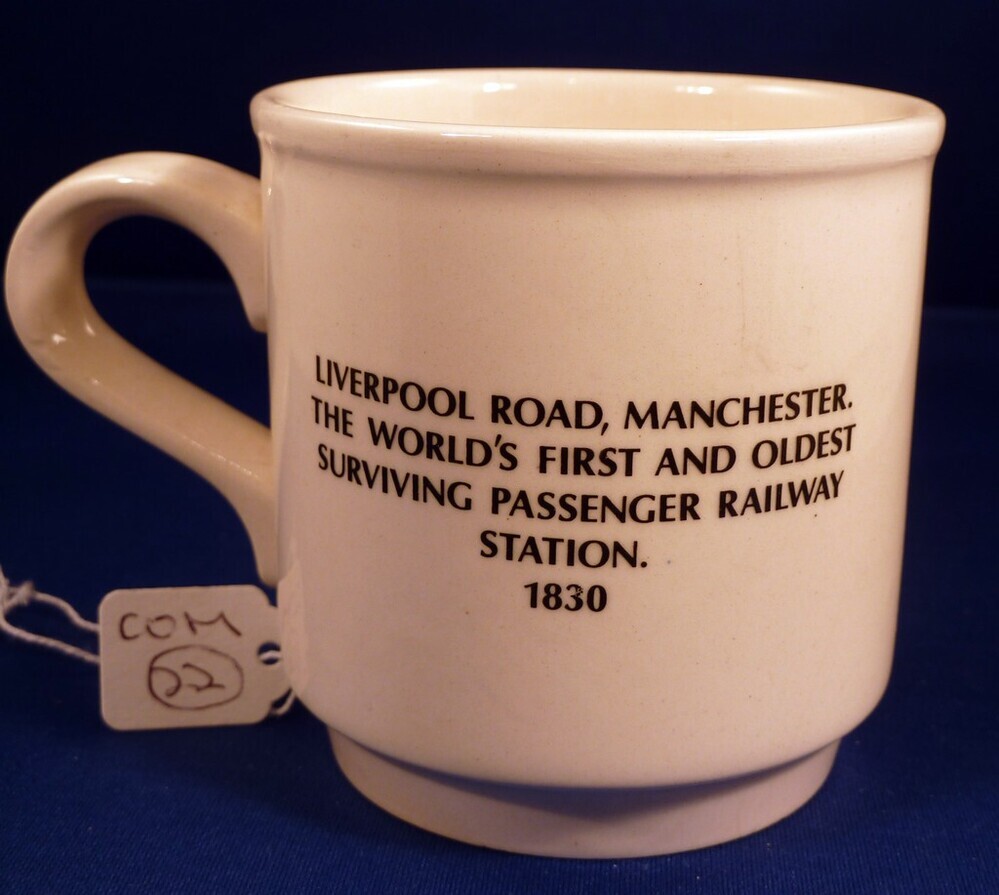 LIVERPOOL ROAD, MANCHESTER.
THE WORLD'S FIRST AND OLDEST
SURVIVING PASSENGER RAILWAY
STATION.
1830
COM
22